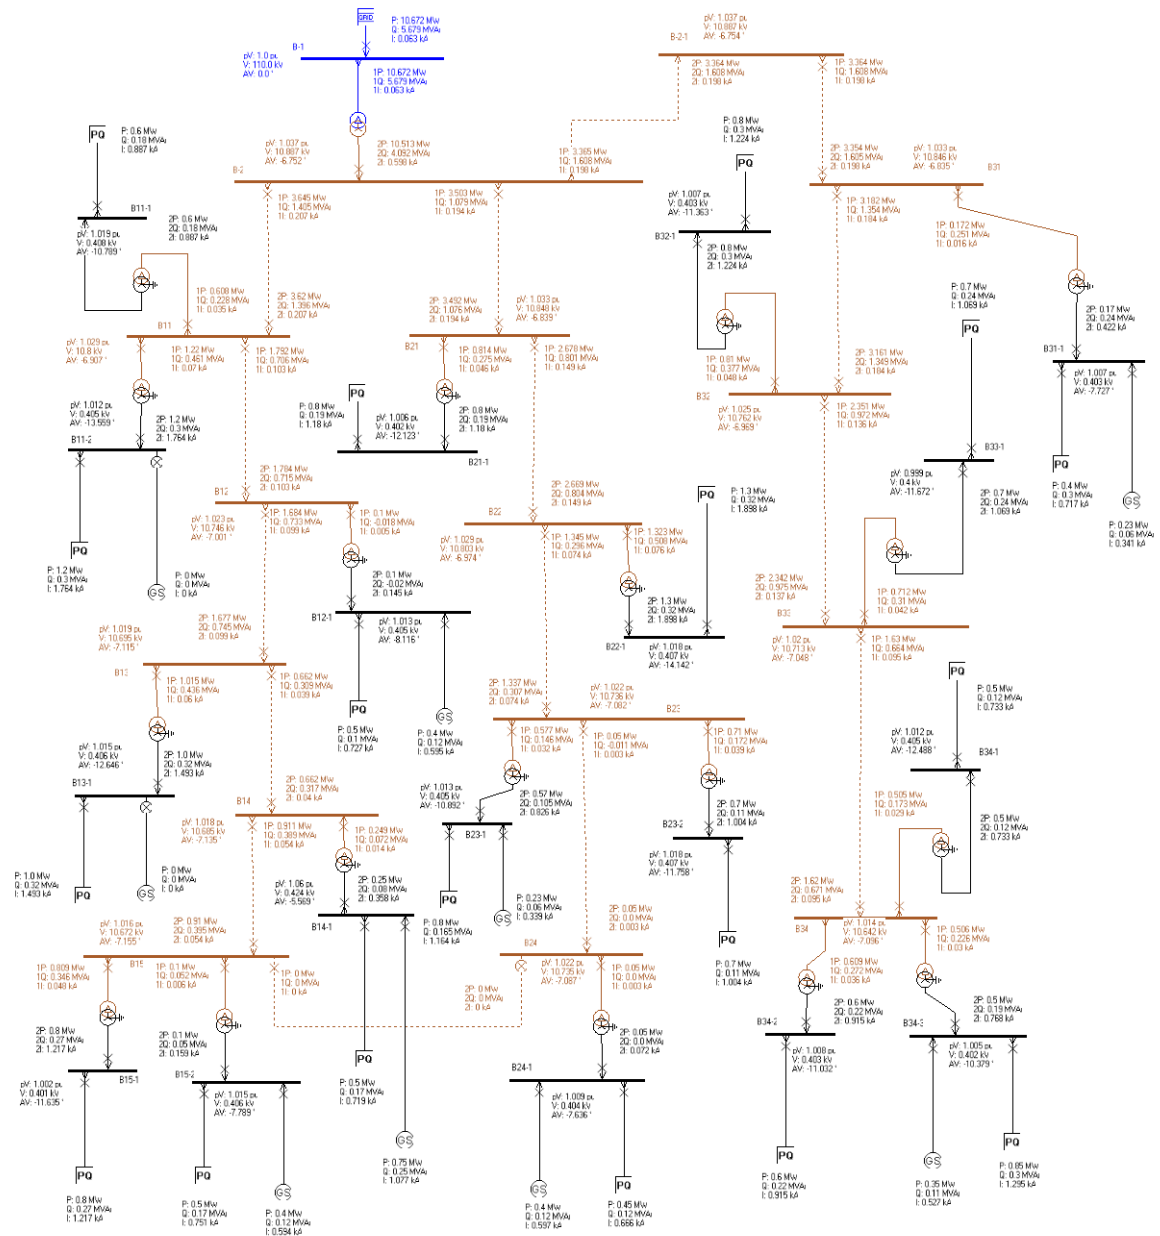 GRID
P: 10.672 MW
Q: 5.679 MVAr
I: 0.063 kA
B-1
pV: 1.0 pu
V: 110.0 kV
AV: 0.0 °
1P: 10.672 MW
1Q: 5.679 MVAr
1I: 0.063 kA
pV: 1.037 pu
V: 10.887 kV
AV: -6.754 °
B-2-1
2P: 3.364 MW
2Q: 1.608 MVAr
2I: 0.198 kA
1P: 3.364 MW
1Q: 1.608 MVAr
1I: 0.198 kA
PQ
P: 0.6 MW
Q: 0.18 MVAr
I: 0.887 kA
pV: 1.037 pu
V: 10.887 kV
AV: -6.752 °
B-2
2P: 10.513 MW
2Q: 4.092 MVAr
2I: 0.598 kA
1P: 3.365 MW
1Q: 1.608 MVAr
1I: 0.198 kA
P: 0.8 MW
Q: 0.3 MVAr
I: 1.224 kA
PQ
2P: 3.354 MW
2Q: 1.605 MVAr
2I: 0.198 kA
pV: 1.033 pu
V: 10.846 kV
AV: -6.835 °
B31
1P: 3.645 MW
1Q: 1.405 MVAr
1I: 0.207 kA
1P: 3.503 MW
1Q: 1.079 MVAr
1I: 0.194 kA
pV: 1.007 pu
V: 0.403 kV
AV: -11.363 °
B32-1
1P: 3.182 MW
1Q: 1.354 MVAr
1I: 0.184 kA
1P: 0.172 MW
1Q: 0.251 MVAr
1I: 0.016 kA
B11-1
pV: 1.019 pu
V: 0.408 kV
AV: -10.789 °
2P: 0.6 MW
2Q: 0.18 MVAr
2I: 0.887 kA
2P: 0.8 MW
2Q: 0.3 MVAr
2I: 1.224 kA
1P: 0.608 MW
1Q: 0.228 MVAr
1I: 0.035 kA
2P: 3.62 MW
2Q: 1.396 MVAr
2I: 0.207 kA
2P: 3.492 MW
2Q: 1.076 MVAr
2I: 0.194 kA
pV: 1.033 pu
V: 10.848 kV
AV: -6.839 °
P: 0.7 MW
Q: 0.24 MVAr
I: 1.069 kA
PQ
2P: 0.17 MW
2Q: 0.24 MVAr
2I: 0.422 kA
B11
pV: 1.029 pu
V: 10.8 kV
AV: -6.907 °
1P: 1.22 MW
1Q: 0.461 MVAr
1I: 0.07 kA
1P: 1.792 MW
1Q: 0.706 MVAr
1I: 0.103 kA
B21
1P: 0.814 MW
1Q: 0.275 MVAr
1I: 0.046 kA
1P: 2.678 MW
1Q: 0.801 MVAr
1I: 0.149 kA
1P: 0.81 MW
1Q: 0.377 MVAr
1I: 0.048 kA
2P: 3.161 MW
2Q: 1.349 MVAr
2I: 0.184 kA
B31-1
pV: 1.007 pu
V: 0.403 kV
AV: -7.727 °
B32
pV: 1.025 pu
V: 10.762 kV
AV: -6.969 °
1P: 2.351 MW
1Q: 0.972 MVAr
1I: 0.136 kA
pV: 1.012 pu
V: 0.405 kV
AV: -13.559 °
2P: 1.2 MW
2Q: 0.3 MVAr
2I: 1.764 kA
PQ
P: 0.8 MW
Q: 0.19 MVAr
I: 1.18 kA
pV: 1.006 pu
V: 0.402 kV
AV: -12.123 °
2P: 0.8 MW
2Q: 0.19 MVAr
2I: 1.18 kA
B11-2
B21-1
B33-1
pV: 0.999 pu
V: 0.4 kV
AV: -11.672 °
PQ
P: 0.4 MW
Q: 0.3 MVAr
I: 0.717 kA
GS
P: 0.23 MW
Q: 0.06 MVAr
I: 0.341 kA
2P: 1.784 MW
2Q: 0.715 MVAr
2I: 0.103 kA
2P: 2.669 MW
2Q: 0.804 MVAr
2I: 0.149 kA
P: 1.3 MW
Q: 0.32 MVAr
I: 1.898 kA
PQ
2P: 0.7 MW
2Q: 0.24 MVAr
2I: 1.069 kA
B12
pV: 1.023 pu
V: 10.746 kV
AV: -7.001 °
1P: 1.684 MW
1Q: 0.733 MVAr
1I: 0.099 kA
1P: 0.1 MW
1Q: -0.018 MVAr
1I: 0.005 kA
B22
pV: 1.029 pu
V: 10.803 kV
AV: -6.974 °
1P: 1.345 MW
1Q: 0.296 MVAr
1I: 0.074 kA
1P: 1.323 MW
1Q: 0.508 MVAr
1I: 0.076 kA
PQ
P: 1.2 MW
Q: 0.3 MVAr
I: 1.764 kA
GS
P: 0 MW
Q: 0 MVAr
I: 0 kA
2P: 0.1 MW
2Q: -0.02 MVAr
2I: 0.145 kA
2P: 1.3 MW
2Q: 0.32 MVAr
2I: 1.898 kA
2P: 2.342 MW
2Q: 0.975 MVAr
2I: 0.137 kA
1P: 0.712 MW
1Q: 0.31 MVAr
1I: 0.042 kA
B12-1
pV: 1.013 pu
V: 0.405 kV
AV: -8.116 °
B22-1
pV: 1.018 pu
V: 0.407 kV
AV: -14.142 °
B33
pV: 1.02 pu
V: 10.713 kV
AV: -7.048 °
1P: 1.63 MW
1Q: 0.664 MVAr
1I: 0.095 kA
2P: 1.677 MW
2Q: 0.745 MVAr
2I: 0.099 kA
pV: 1.019 pu
V: 10.695 kV
AV: -7.115 °
B13
1P: 1.015 MW
1Q: 0.436 MVAr
1I: 0.06 kA
1P: 0.662 MW
1Q: 0.309 MVAr
1I: 0.039 kA
PQ
P: 0.5 MW
Q: 0.1 MVAr
I: 0.727 kA
GS
P: 0.4 MW
Q: 0.12 MVAr
I: 0.595 kA
2P: 1.337 MW
2Q: 0.307 MVAr
2I: 0.074 kA
pV: 1.022 pu
V: 10.736 kV
AV: -7.082 °
B23
PQ
P: 0.5 MW
Q: 0.12 MVAr
I: 0.733 kA
1P: 0.577 MW
1Q: 0.146 MVAr
1I: 0.032 kA
1P: 0.05 MW
1Q: -0.011 MVAr
1I: 0.003 kA
1P: 0.71 MW
1Q: 0.172 MVAr
1I: 0.039 kA
pV: 1.012 pu
V: 0.405 kV
AV: -12.488 °
B34-1
pV: 1.015 pu
V: 0.406 kV
AV: -12.646 °
2P: 1.0 MW
2Q: 0.32 MVAr
2I: 1.493 kA
B13-1
2P: 0.662 MW
2Q: 0.317 MVAr
2I: 0.04 kA
B14
pV: 1.013 pu
V: 0.405 kV
AV: -10.892 °
2P: 0.57 MW
2Q: 0.105 MVAr
2I: 0.826 kA
2P: 0.7 MW
2Q: 0.11 MVAr
2I: 1.004 kA
1P: 0.505 MW
1Q: 0.173 MVAr
1I: 0.029 kA
2P: 0.5 MW
2Q: 0.12 MVAr
2I: 0.733 kA
pV: 1.018 pu
V: 10.685 kV
AV: -7.135 °
1P: 0.911 MW
1Q: 0.389 MVAr
1I: 0.054 kA
1P: 0.249 MW
1Q: 0.072 MVAr
1I: 0.014 kA
B23-1
B23-2
pV: 1.018 pu
V: 0.407 kV
AV: -11.758 °
P: 1.0 MW
Q: 0.32 MVAr
I: 1.493 kA
PQ
P: 0 MW
Q: 0 MVAr
I: 0 kA
GS
pV: 1.06 pu
V: 0.424 kV
AV: -5.569 °
2P: 0.25 MW
2Q: 0.08 MVAr
2I: 0.358 kA
PQ
P: 0.8 MW
Q: 0.165 MVAr
I: 1.164 kA
GS
P: 0.23 MW
Q: 0.06 MVAr
I: 0.339 kA
2P: 1.62 MW
2Q: 0.671 MVAr
2I: 0.095 kA
B14-1
2P: 0.91 MW
2Q: 0.395 MVAr
2I: 0.054 kA
pV: 1.016 pu
V: 10.672 kV
AV: -7.155 °
B15
2P: 0.05 MW
2Q: 0.0 MVAr
2I: 0.003 kA
B24
PQ
P: 0.7 MW
Q: 0.11 MVAr
I: 1.004 kA
B34
pV: 1.014 pu
V: 10.642 kV
AV: -7.096 °
1P: 0.506 MW
1Q: 0.226 MVAr
1I: 0.03 kA
1P: 0.609 MW
1Q: 0.272 MVAr
1I: 0.036 kA
1P: 0.809 MW
1Q: 0.346 MVAr
1I: 0.048 kA
1P: 0.1 MW
1Q: 0.052 MVAr
1I: 0.006 kA
1P: 0 MW
1Q: 0 MVAr
1I: 0 kA
pV: 1.022 pu
V: 10.735 kV
AV: -7.087 °
1P: 0.05 MW
1Q: 0.0 MVAr
1I: 0.003 kA
2P: 0 MW
2Q: 0 MVAr
2I: 0 kA
2P: 0.8 MW
2Q: 0.27 MVAr
2I: 1.217 kA
2P: 0.1 MW
2Q: 0.05 MVAr
2I: 0.159 kA
2P: 0.05 MW
2Q: 0.0 MVAr
2I: 0.072 kA
2P: 0.6 MW
2Q: 0.22 MVAr
2I: 0.915 kA
2P: 0.5 MW
2Q: 0.19 MVAr
2I: 0.768 kA
B34-2
pV: 1.008 pu
V: 0.403 kV
AV: -11.032 °
B34-3
pV: 1.005 pu
V: 0.402 kV
AV: -10.379 °
pV: 1.002 pu
V: 0.401 kV
AV: -11.635 °
B15-1
B15-2
pV: 1.015 pu
V: 0.406 kV
AV: -7.789 °
PQ
P: 0.5 MW
Q: 0.17 MVAr
I: 0.719 kA
B24-1
pV: 1.009 pu
V: 0.404 kV
AV: -7.636 °
GS
P: 0.75 MW
Q: 0.25 MVAr
I: 1.077 kA
PQ
P: 0.8 MW
Q: 0.27 MVAr
I: 1.217 kA
PQ
P: 0.5 MW
Q: 0.17 MVAr
I: 0.751 kA
GS
P: 0.4 MW
Q: 0.12 MVAr
I: 0.594 kA
GS
P: 0.4 MW
Q: 0.12 MVAr
I: 0.597 kA
PQ
P: 0.45 MW
Q: 0.12 MVAr
I: 0.666 kA
PQ
P: 0.6 MW
Q: 0.22 MVAr
I: 0.915 kA
GS
P: 0.35 MW
Q: 0.11 MVAr
I: 0.527 kA
PQ
P: 0.85 MW
Q: 0.3 MVAr
I: 1.295 kA